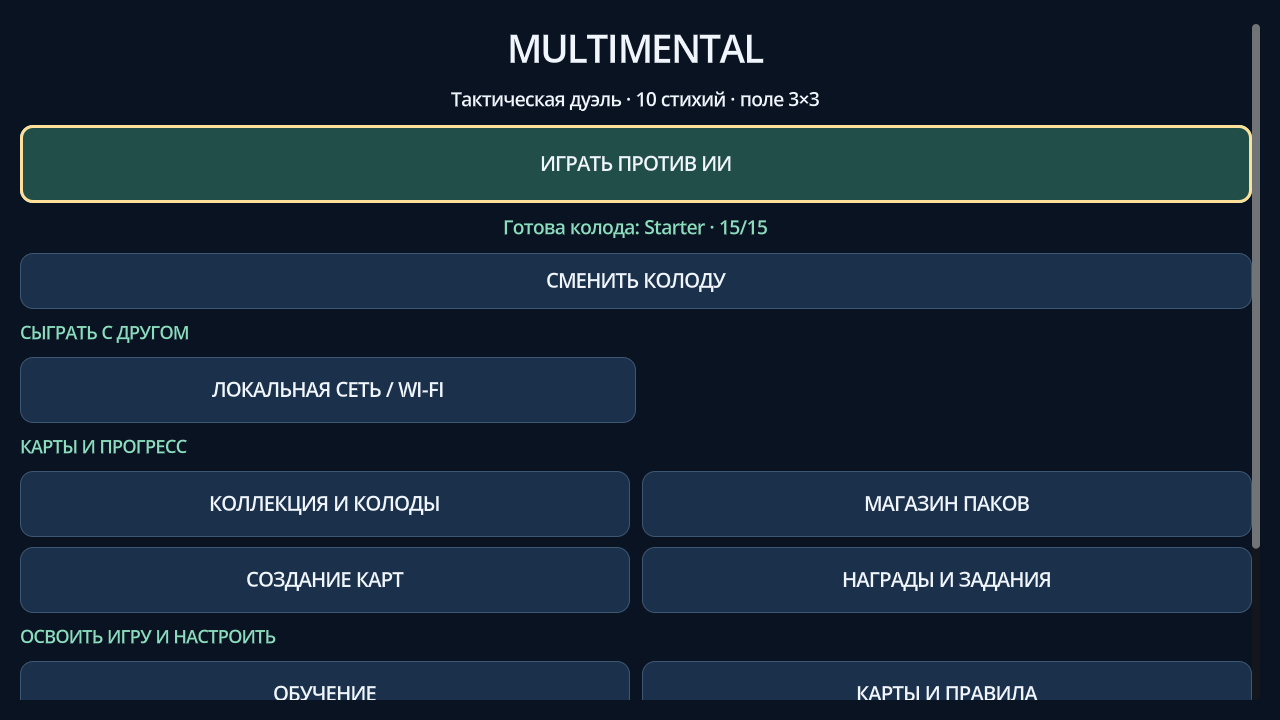 MULTIMENTAL
Тактическая дуэль · 10 стихий · поле 3×3
ИГРАТЬ ПРОТИВ ИИ
Готова колода: Starter · 15/15
СМЕНИТЬ КОЛОДУ
СЫГРАТЬ С ДРУГОМ
ЛОКАЛЬНАЯ СЕТЬ / WI-FI
КАРТЫ И ПРОГРЕСС
КОЛЛЕКЦИЯ И КОЛОДЫ
МАГАЗИН ПАКОВ
СОЗДАНИЕ КАРТ
НАГРАДЫ И ЗАДАНИЯ
ОСВОИТЬ ИГРУ И НАСТРОИТЬ
ОБУЧЕНИЕ
КАРТЫ И ПРАВИЛА